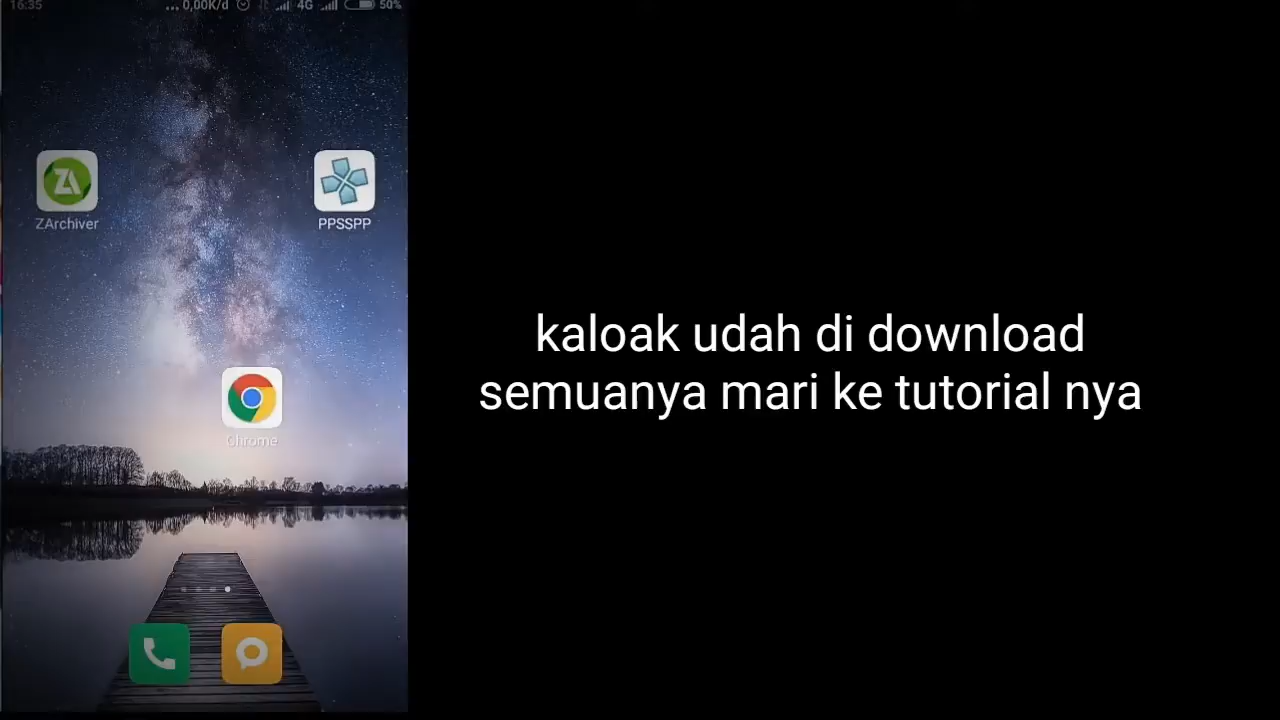 16:35 ... 0,00K/d 4G 50%
ZArchiver
PPSSPP
Chrome
kaloak udah di download
semuanya mari ke tutorial nya